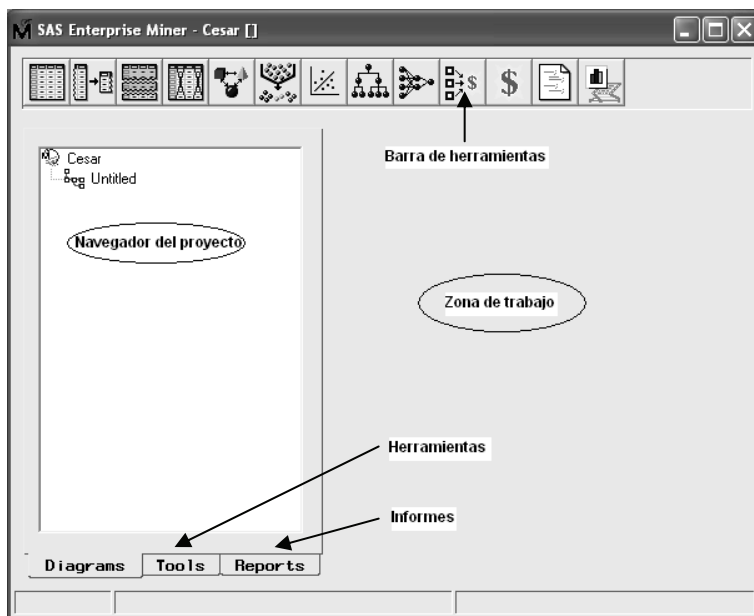 SAS Enterprise Miner - Cesar []
$
$
Barra de herramientas
Cesar
Untitled
Navegador del proyecto
Zona de trabajo
Herramientas
Informes
Diagrams Tools Reports